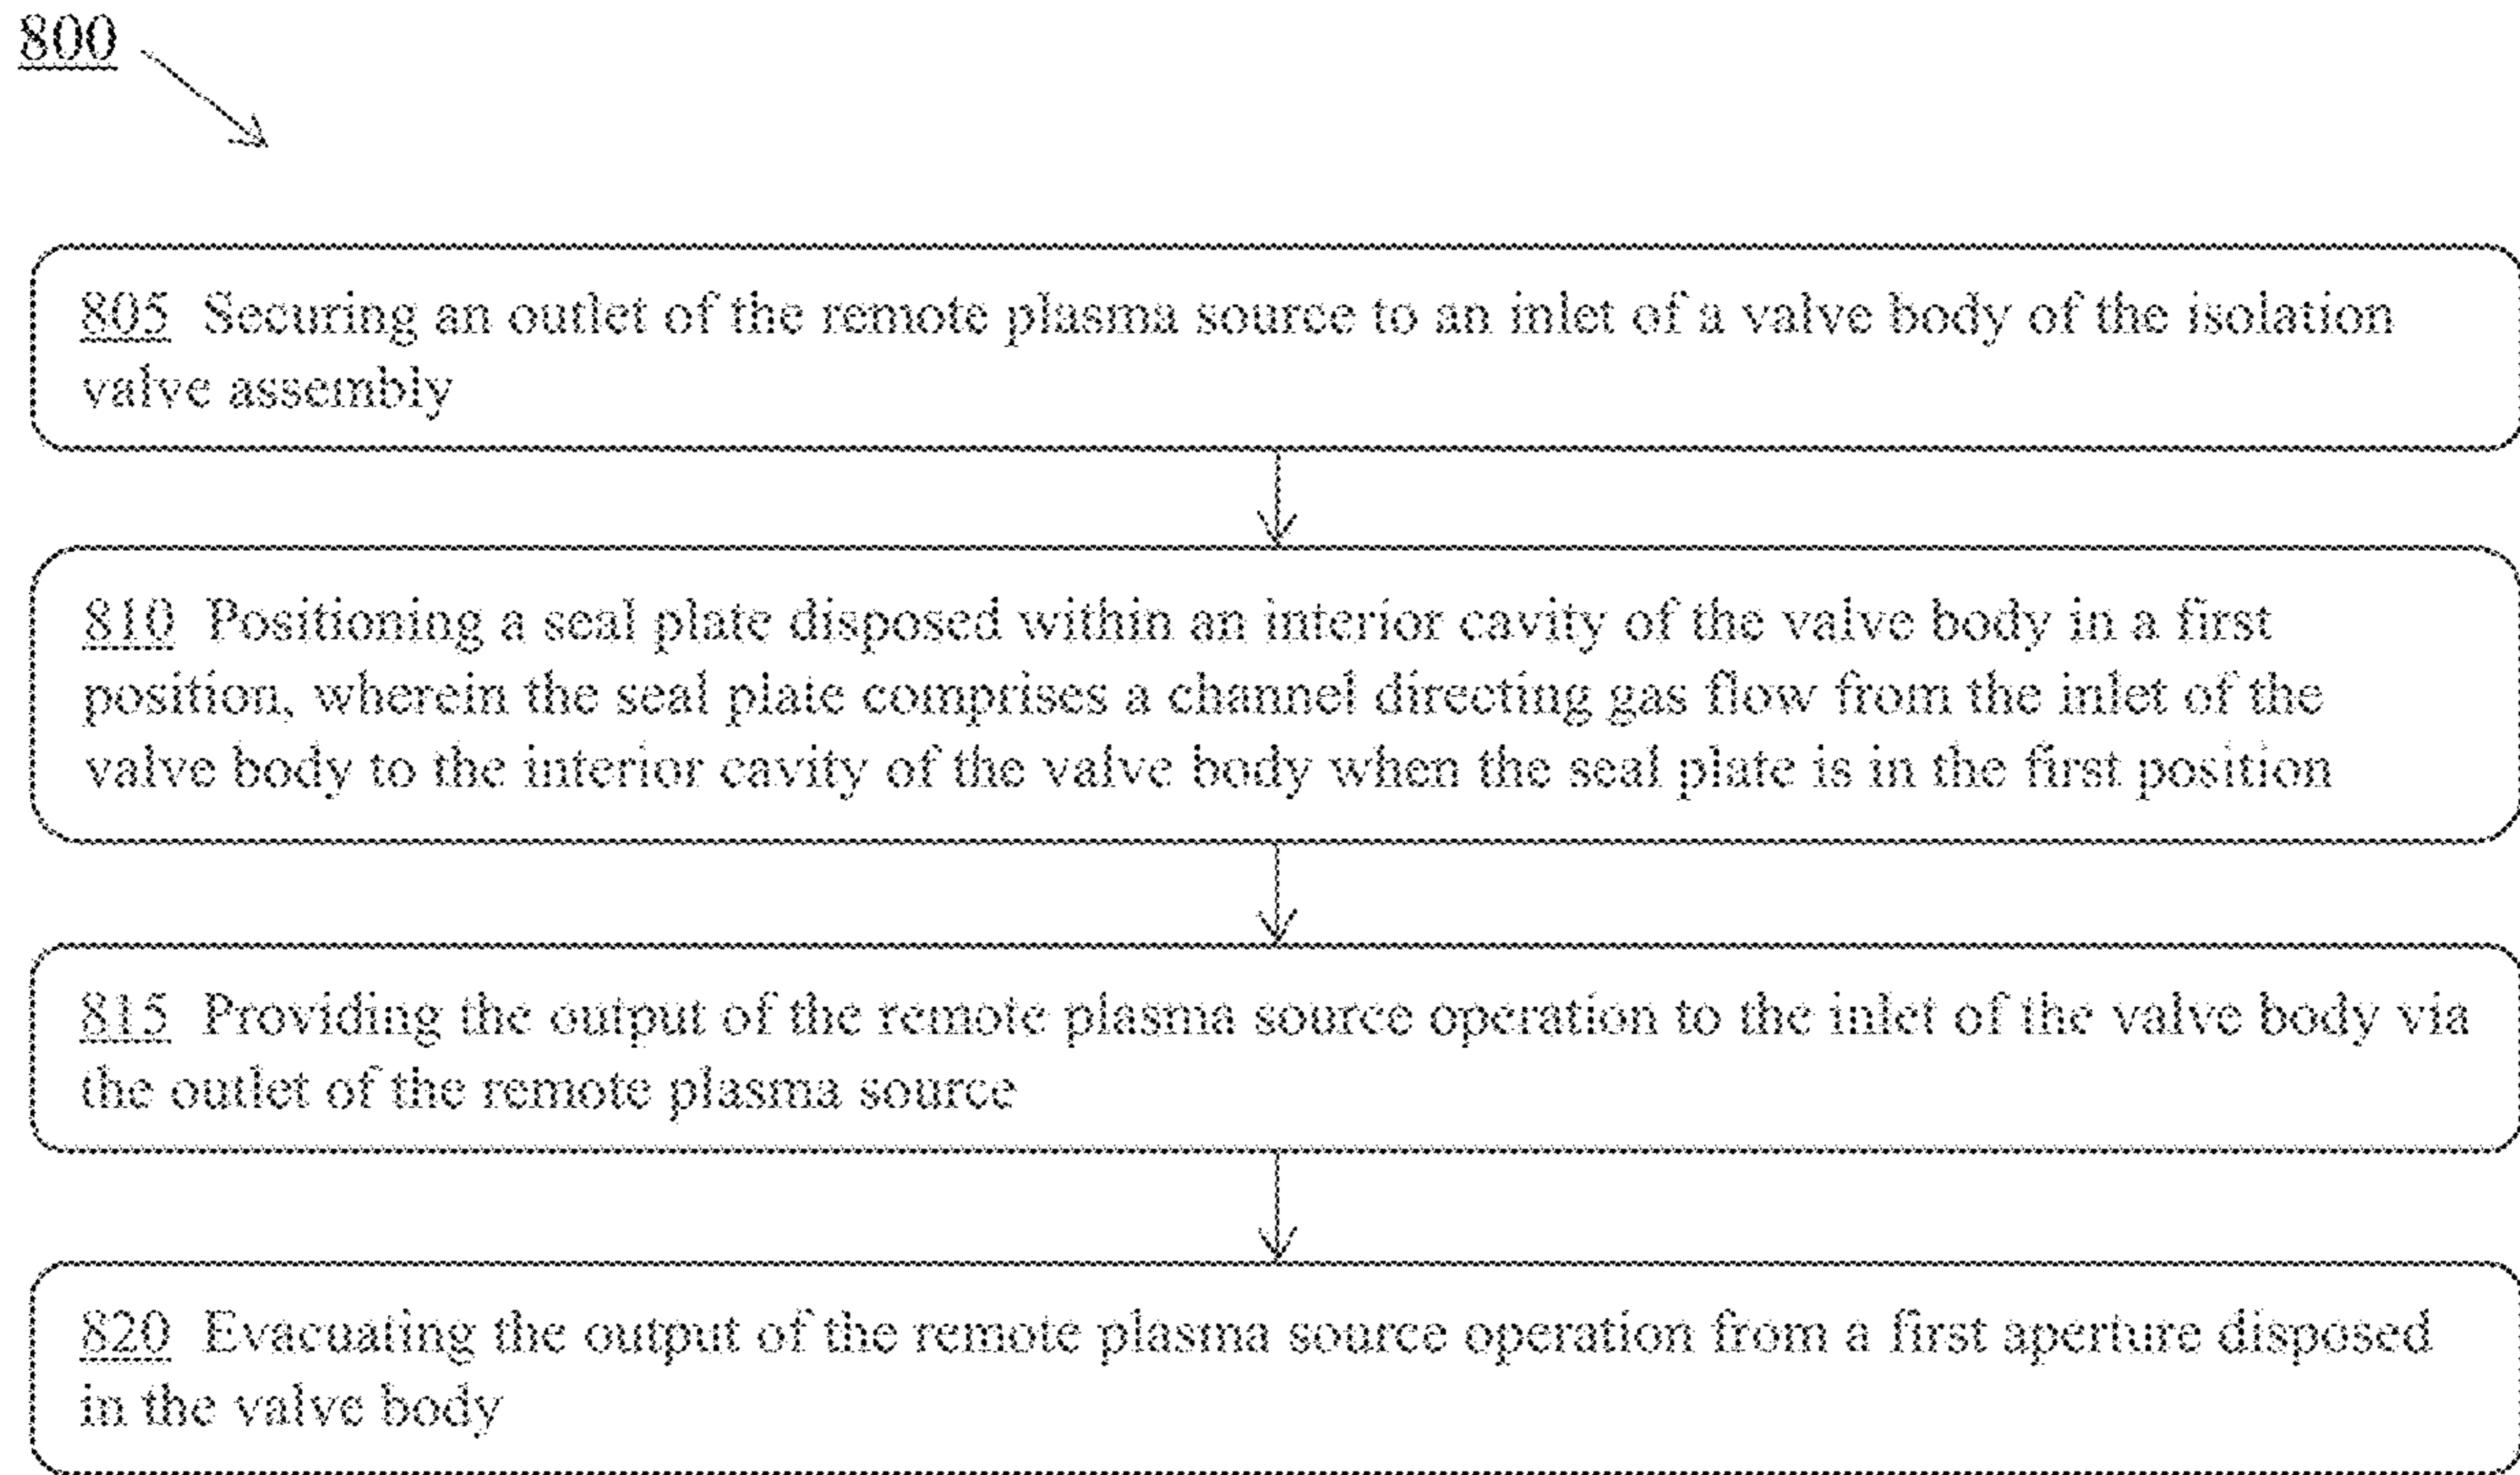 800
805 Securing an outlet of the remote plasma source to an inlet of a valve body of the isolation
valve assembly
810 Positioning a seal plate disposed within an interior cavity of the valve body in a first
position, wherein the seal plate comprises a channel directing gas flow from the inlet of the
valve body to the interior cavity of the valve body when the seal plate is in the first position
815 Providing the output of the remote plasma source operation to the inlet of the valve body via
the outlet of the remote plasma source
820 Evacuating the output of the remote plasma source operation from a first aperture disposed
in the valve body